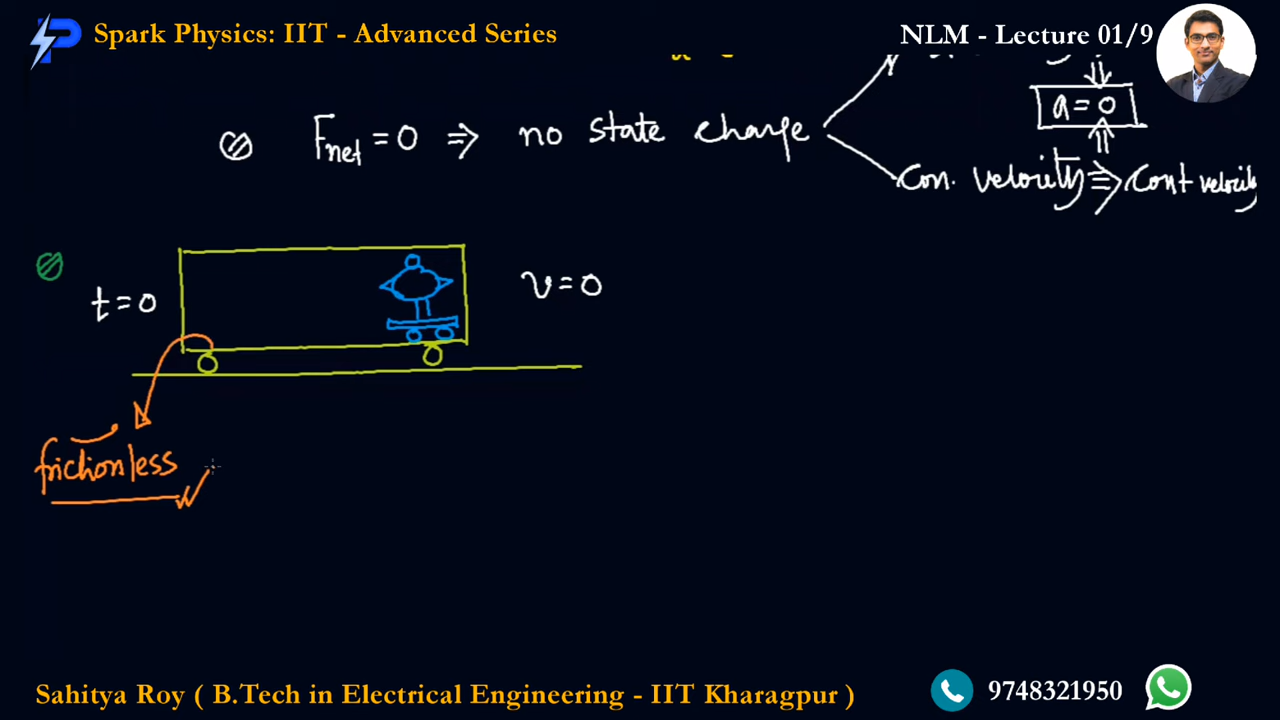 Spark Physics: IIT - Advanced Series
NLM - Lecture 01/9
a = 0
Fnet = 0 ⇒ no state change
Con. velocity ⇒ Cont velocity
t = 0
v = 0
frictionless
Sahitya Roy ( B.Tech in Electrical Engineering - IIT Kharagpur )
9748321950